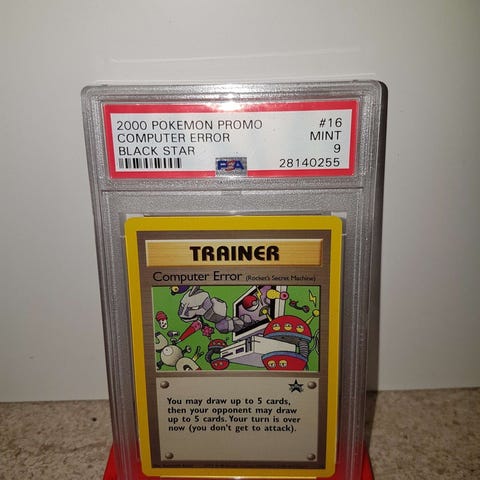 2000 POKEMON PROMO #16
COMPUTER ERROR MINT
BLACK STAR 9
PSA 28140255
TRAINER
Computer Error (Rocket's Secret Machine)
You may draw up to 5 cards,
then your opponent may draw
up to 5 cards. Your turn is over
now (you don't get to attack).